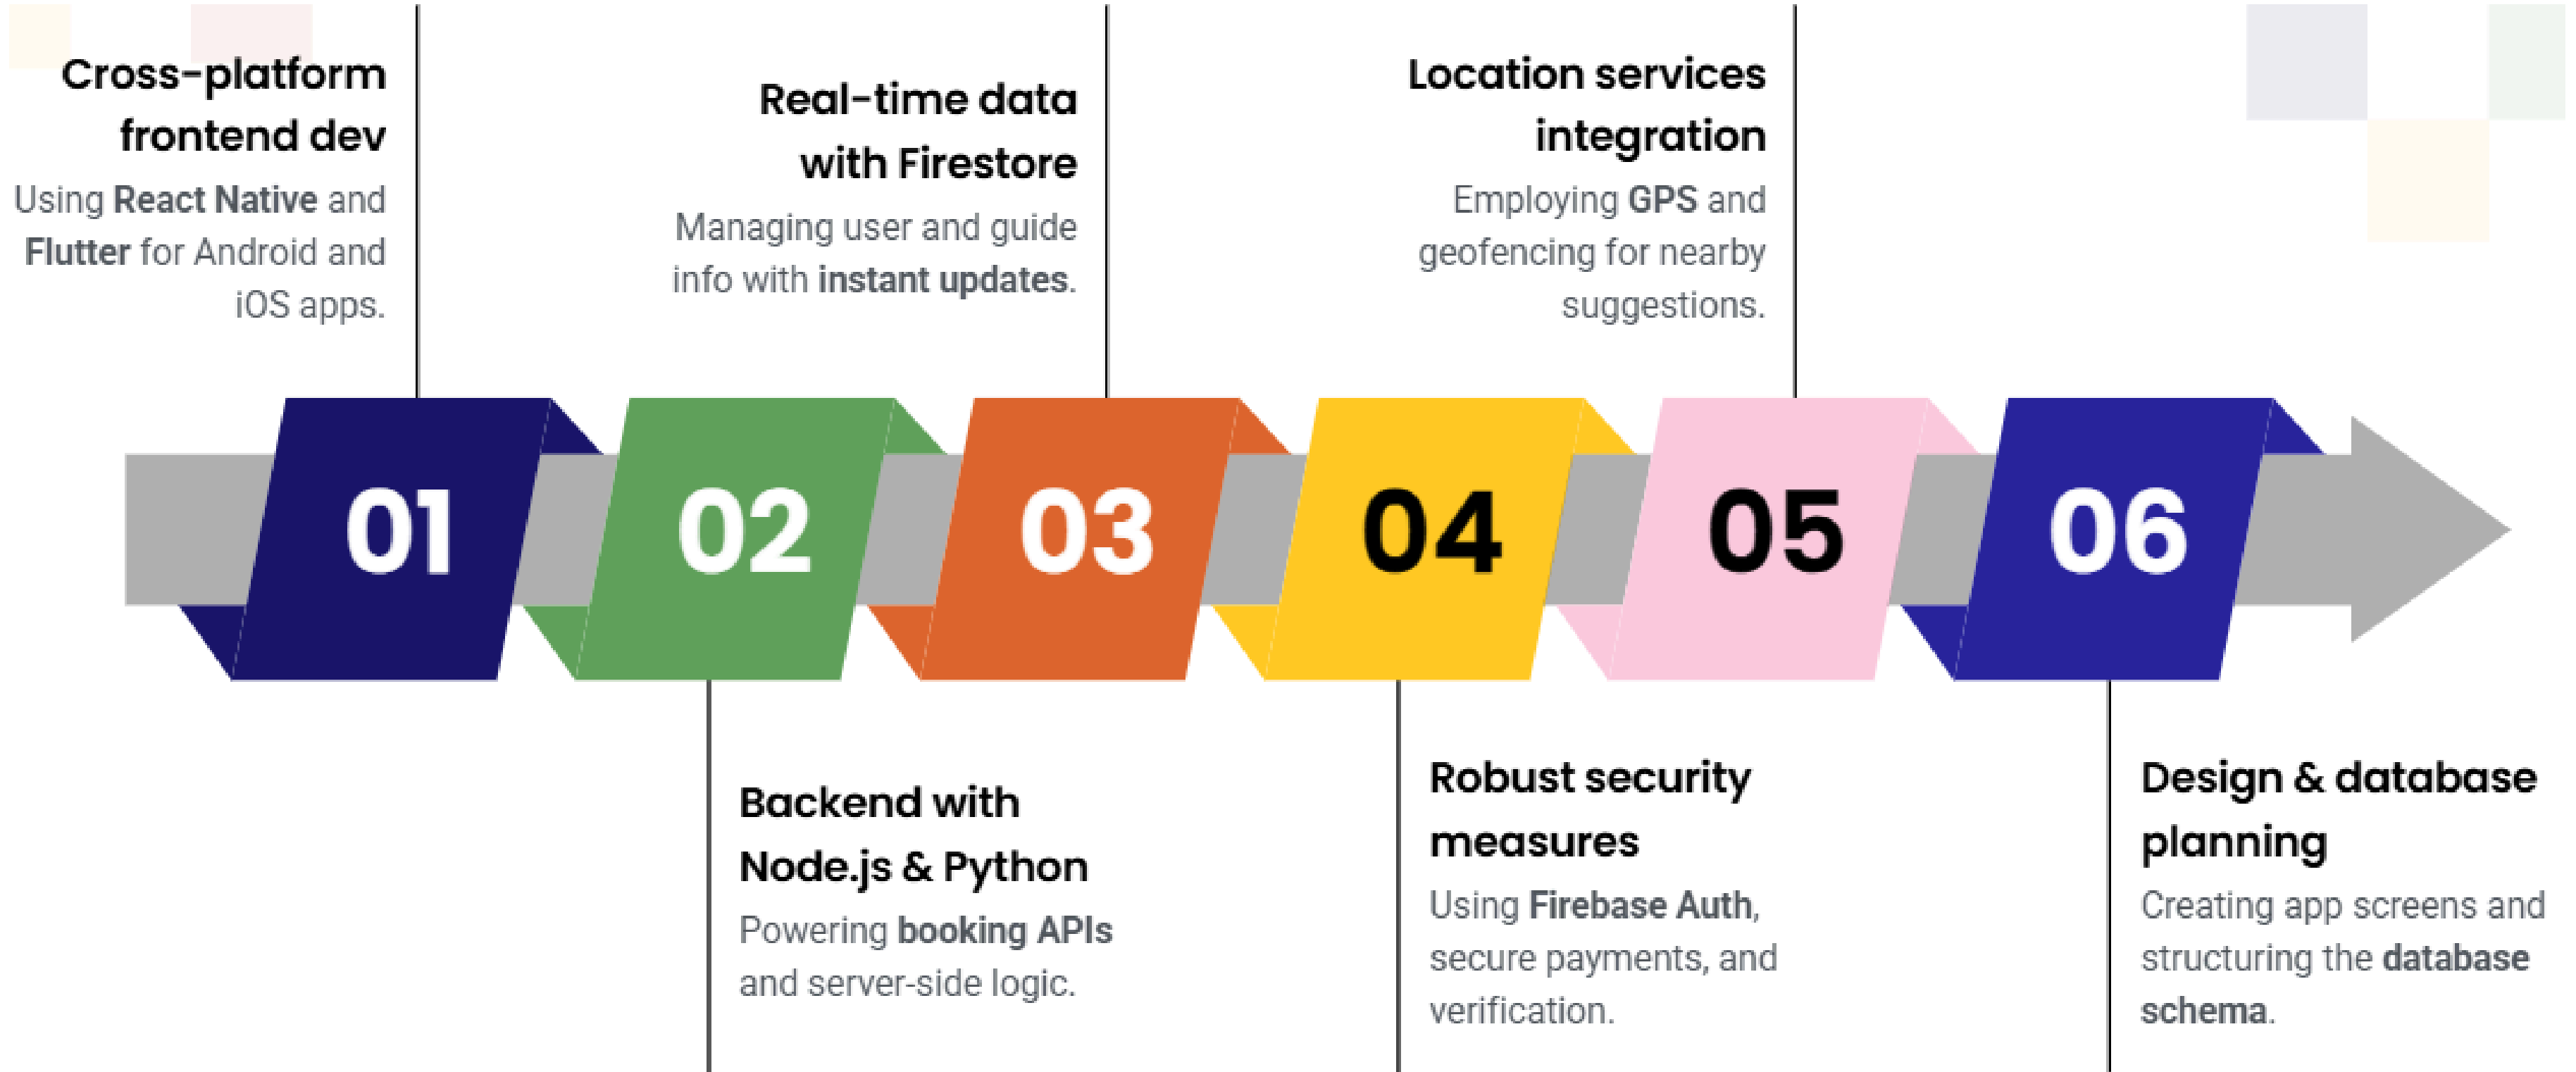 Cross-platform
frontend dev
Using React Native and
Flutter for Android and
iOS apps.
Real-time data
with Firestore
Managing user and guide
info with instant updates.
Location services
integration
Employing GPS and
geofencing for nearby
suggestions.
01
02
03
04
05
06
Backend with
Node.js & Python
Powering booking APIs
and server-side logic.
Robust security
measures
Using Firebase Auth,
secure payments, and
verification.
Design & database
planning
Creating app screens and
structuring the database
schema.